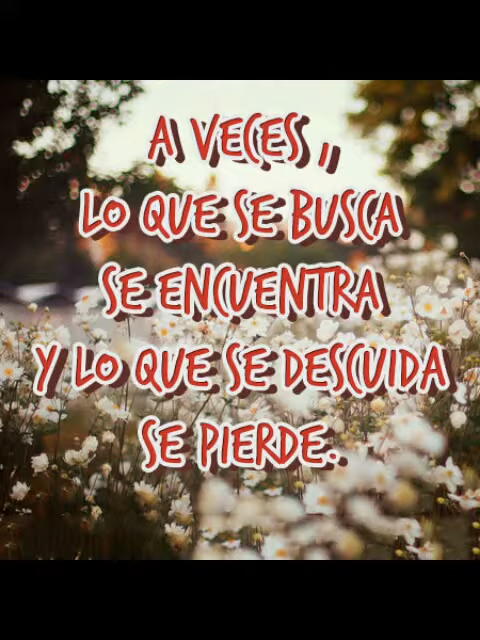 A VECES ,,
LO QUE SE BUSCA
SE ENCUENTRA
Y LO QUE SE DESCUIDA
SE PIERDE.